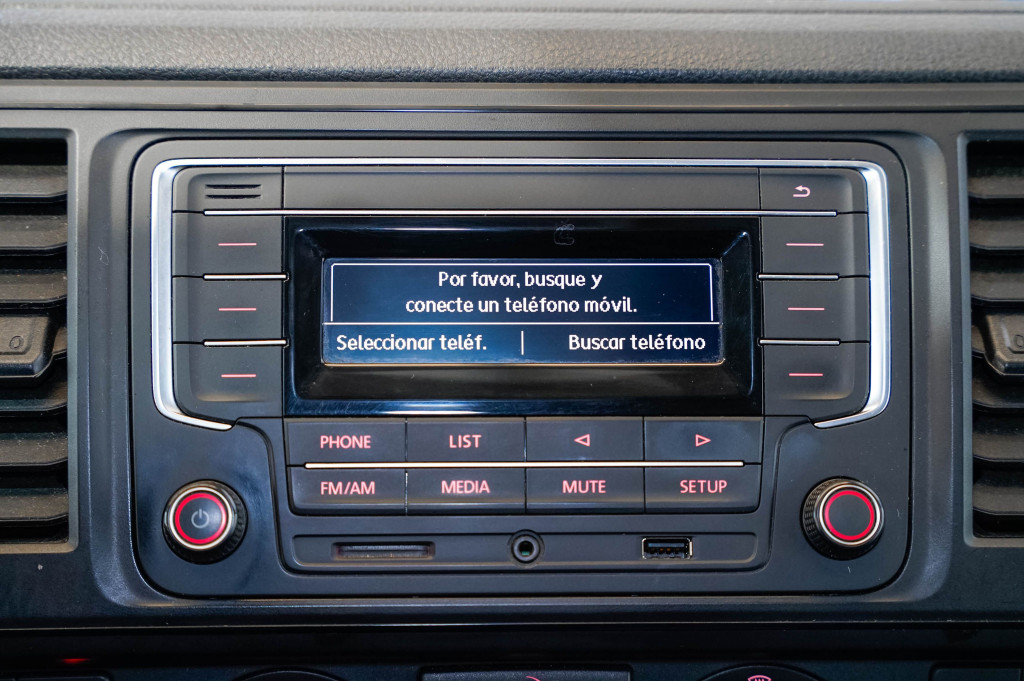 Por favor, busque y
conecte un teléfono móvil.
Seleccionar teléf. | Buscar teléfono
PHONE LIST
FM/AM MEDIA MUTE SETUP